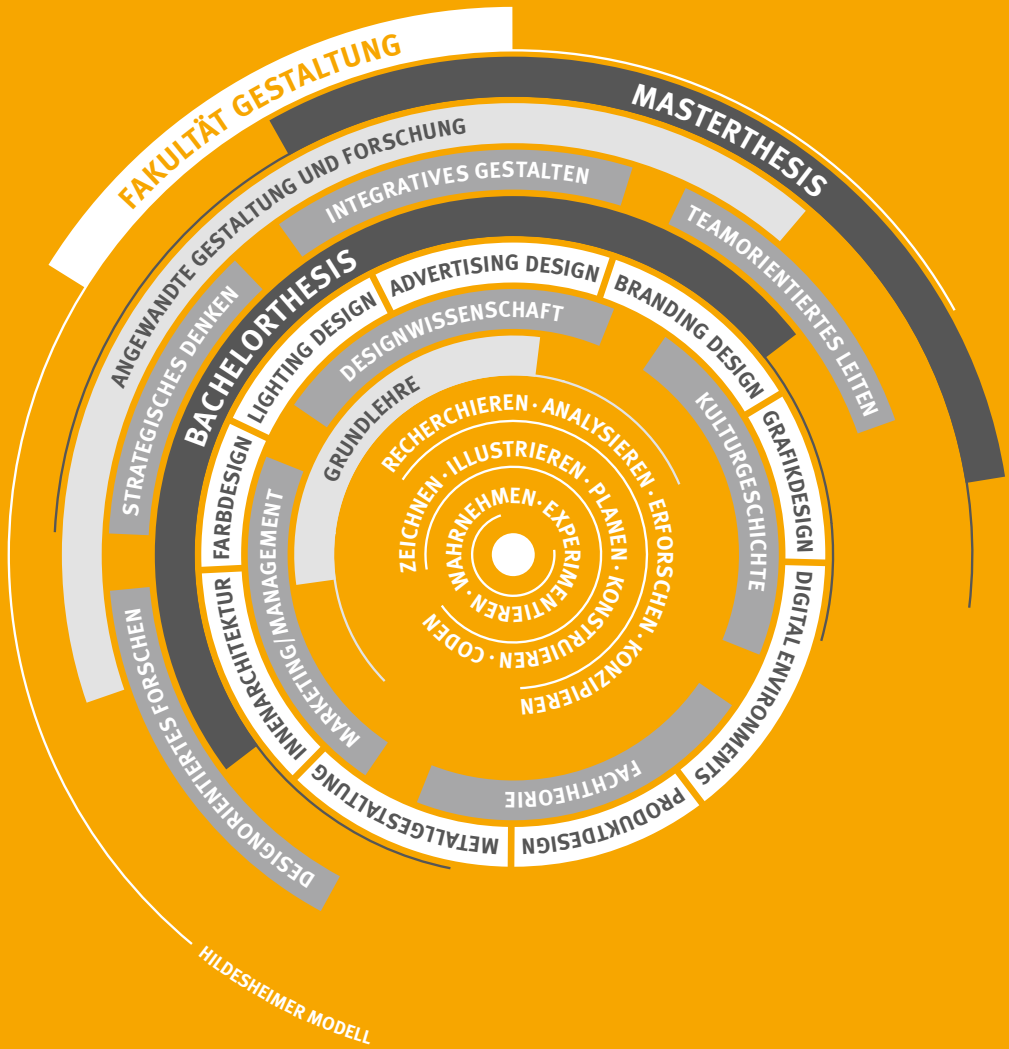 FAKULTÄT GESTALTUNG
MASTERTHESIS
ANGEWANDTE GESTALTUNG UND FORSCHUNG
INTEGRATIVES GESTALTEN
TEAMORIENTIERTES LEITEN
STRATEGISCHES DENKEN
DESIGNORIENTIERTES FORSCHEN
BACHELORTHESIS
ADVERTISING DESIGN
BRANDING DESIGN
GRAFIKDESIGN
DIGITAL ENVIRONMENTS
PRODUKTDESIGN
METALLGESTALTUNG
INNENARCHITEKTUR
FARBDESIGN
LIGHTING DESIGN
DESIGNWISSENSCHAFT
KULTURGESCHICHTE
FACHTHEORIE
MARKETING/MANAGEMENT
GRUNDLEHRE
RECHERCHIEREN · ANALYSIEREN · ERFORSCHEN · KONZIPIEREN
ZEICHNEN · ILLUSTRIEREN · PLANEN · KONSTRUIEREN · CODEN
WAHRNEHMEN · EXPERIMENTIEREN ·
HILDESHEIMER MODELL